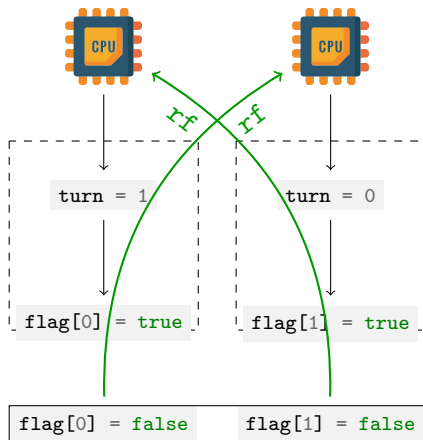 CPU CPU
rf rf
turn = 1 turn = 0
flag[0] = true flag[1] = true
flag[0] = false flag[1] = false